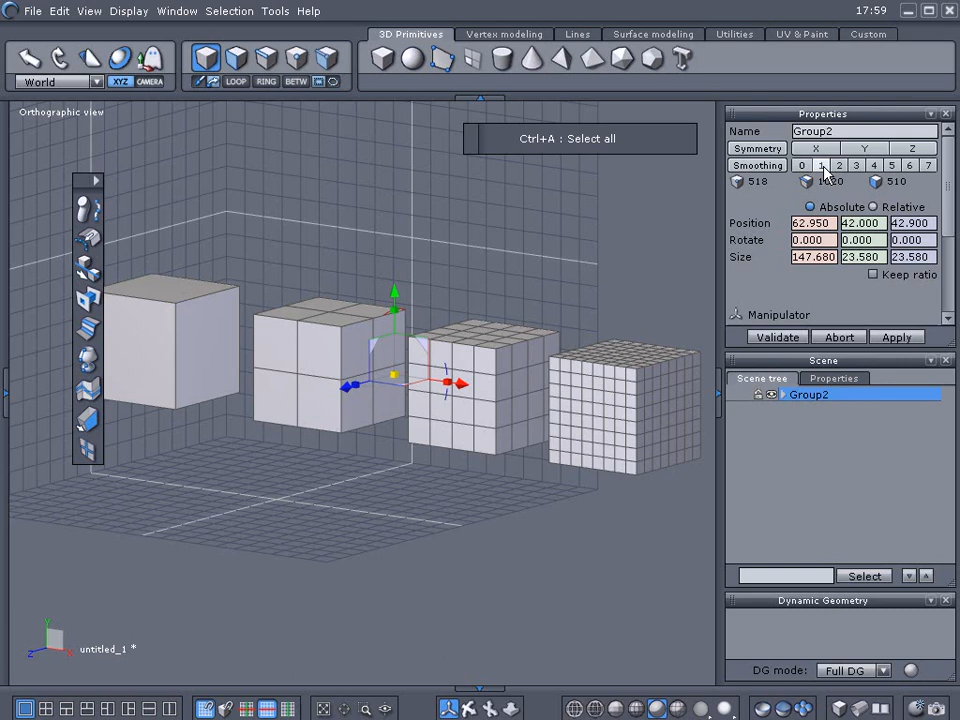 File Edit View Display Window Selection Tools Help 17:59
3D Primitives Vertex modeling Lines Surface modeling Utilities UV & Paint Custom
World XYZ CAMERA LOOP RING BETW
Orthographic view
Ctrl+A : Select all
Properties
Name Group2
Symmetry X Y Z
Smoothing 0 1 2 3 4 5 6 7
518 1020 510
Absolute Relative
Position 62.950 42.000 42.900
Rotate 0.000 0.000 0.000
Size 147.680 23.580 23.580
Keep ratio
Manipulator
Validate Abort Apply
Scene
Scene tree Properties
Group2
Select
Dynamic Geometry
DG mode: Full DG
Y
Z X
untitled_1 *